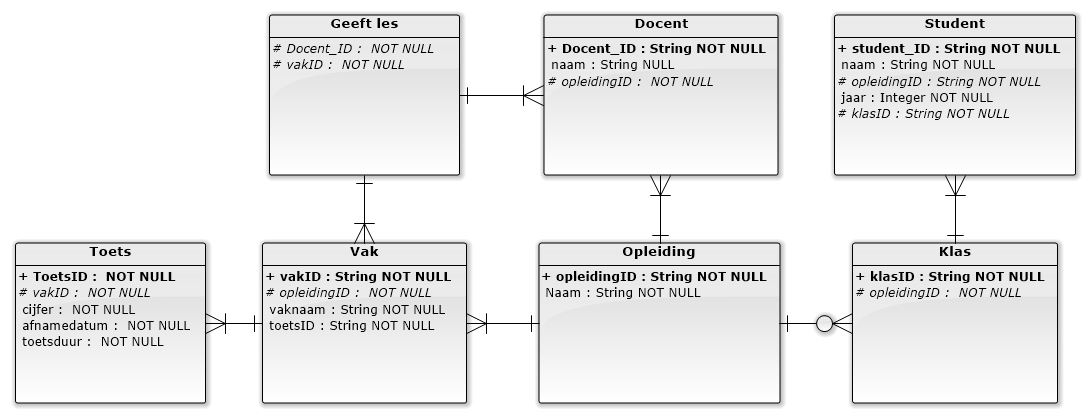 Geeft les
# Docent_ID :  NOT NULL
# vakID :  NOT NULL
Docent
+ Docent_ID : String NOT NULL
naam : String NULL
# opleidingID :  NOT NULL
Student
+ student_ID : String NOT NULL
naam : String NOT NULL
# opleidingID : String NOT NULL
jaar : Integer NOT NULL
# klasID : String NOT NULL
Toets
+ ToetsID :  NOT NULL
# vakID :  NOT NULL
cijfer :  NOT NULL
afnamedatum :  NOT NULL
toetsduur :  NOT NULL
Vak
+ vakID : String NOT NULL
# opleidingID :  NOT NULL
vaknaam : String NOT NULL
toetsID : String NOT NULL
Opleiding
+ opleidingID : String NOT NULL
Naam : String NOT NULL
Klas
+ klasID : String NOT NULL
# opleidingID :  NOT NULL